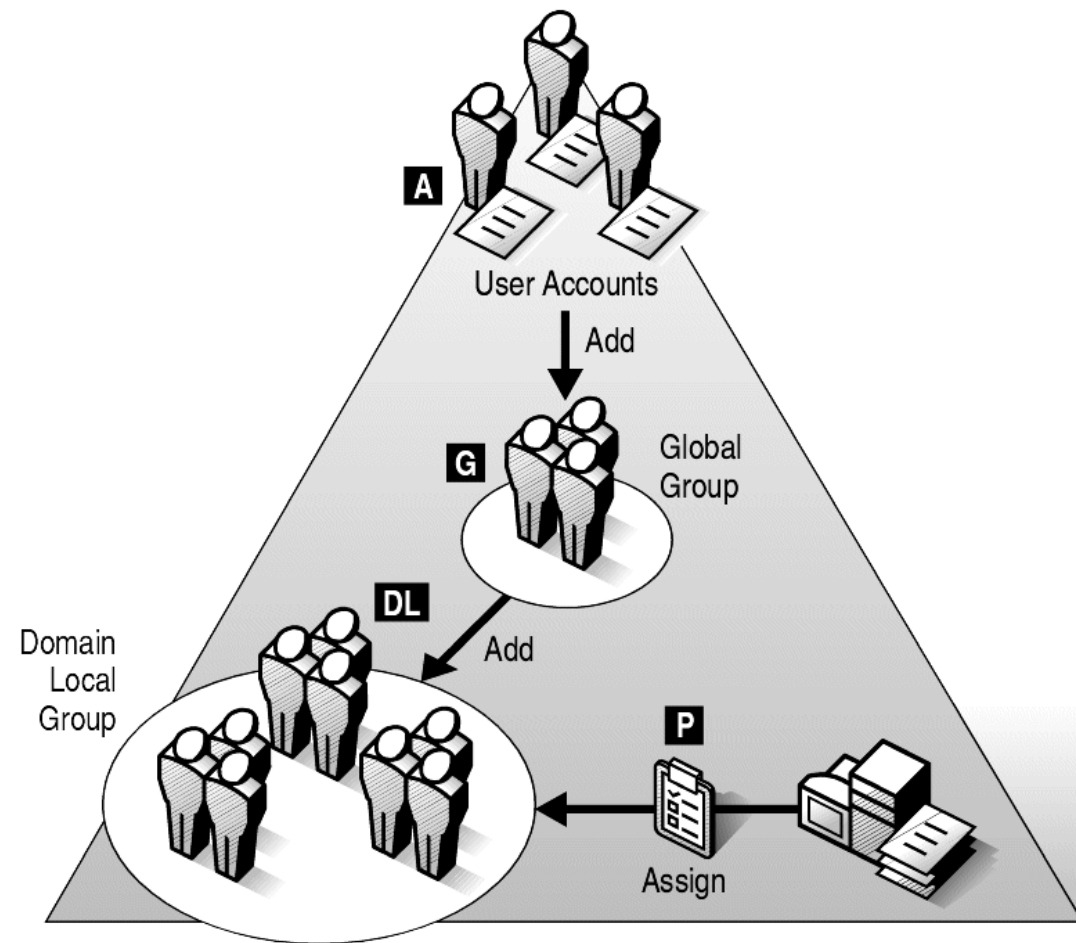 A
User Accounts
Add
G
Global
Group
DL
Add
Domain
Local
Group
P
Assign